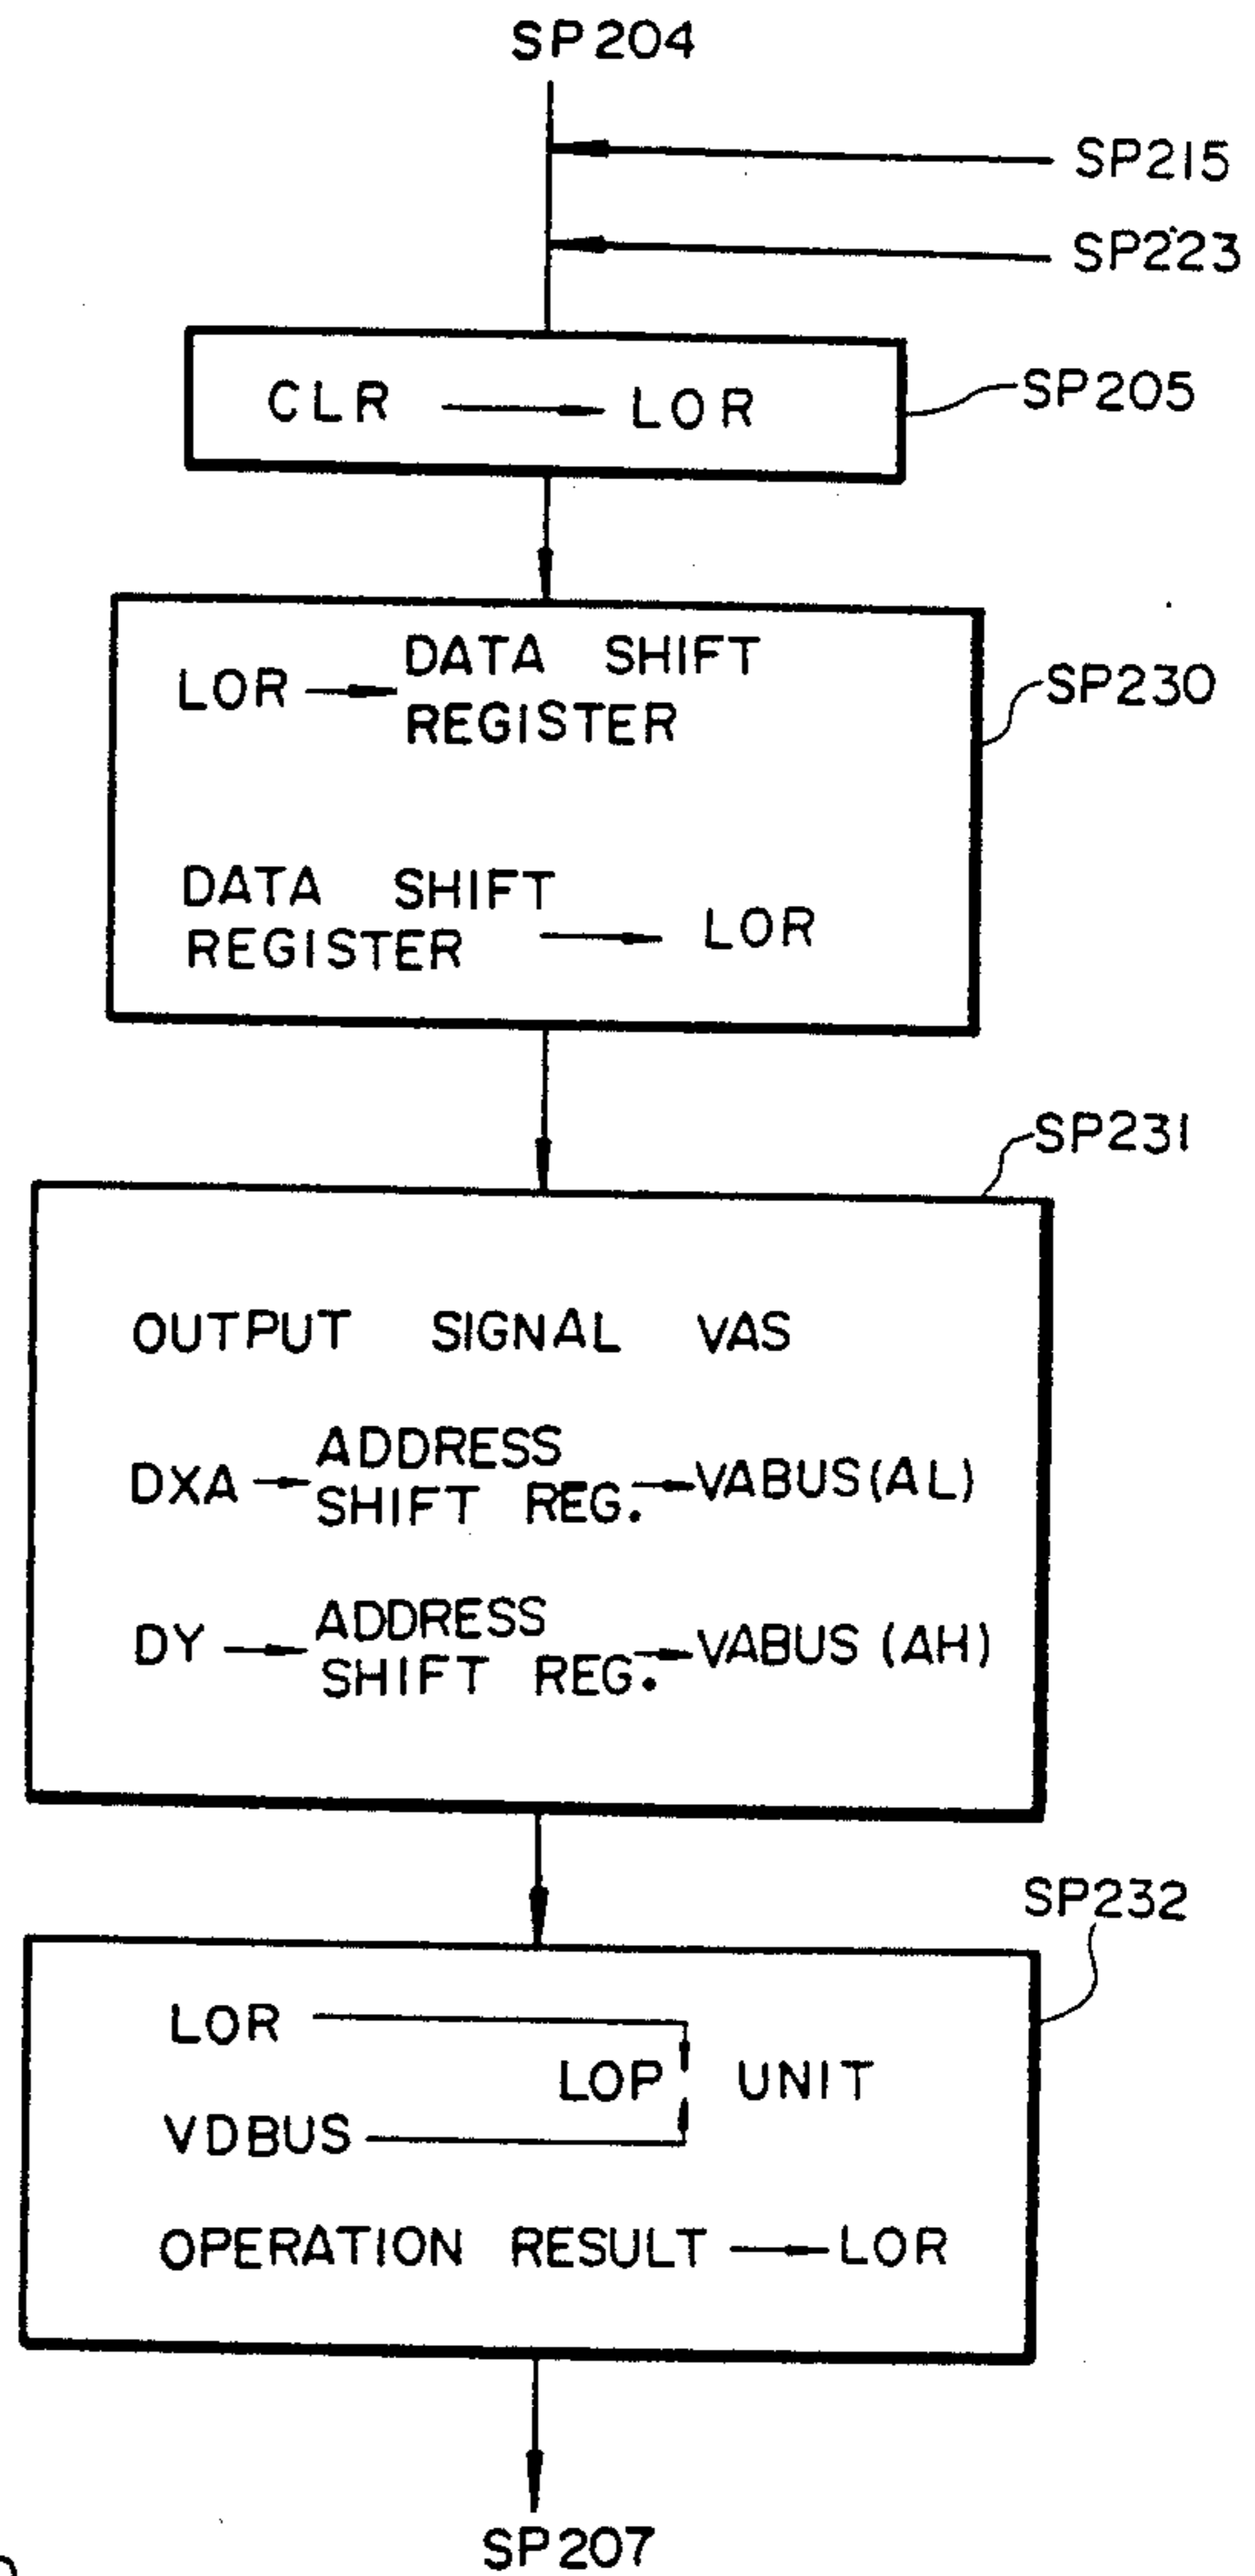 SP204
SP215
SP223
CLR → LOR
SP205
LOR → DATA SHIFT
REGISTER
SP230
DATA SHIFT
REGISTER → LOR
SP231
OUTPUT SIGNAL VAS
DXA → ADDRESS
SHIFT REG. → VABUS(AL)
DY → ADDRESS
SHIFT REG. → VABUS (AH)
SP232
LOR
LOP UNIT
VDBUS
OPERATION RESULT → LOR
SP207